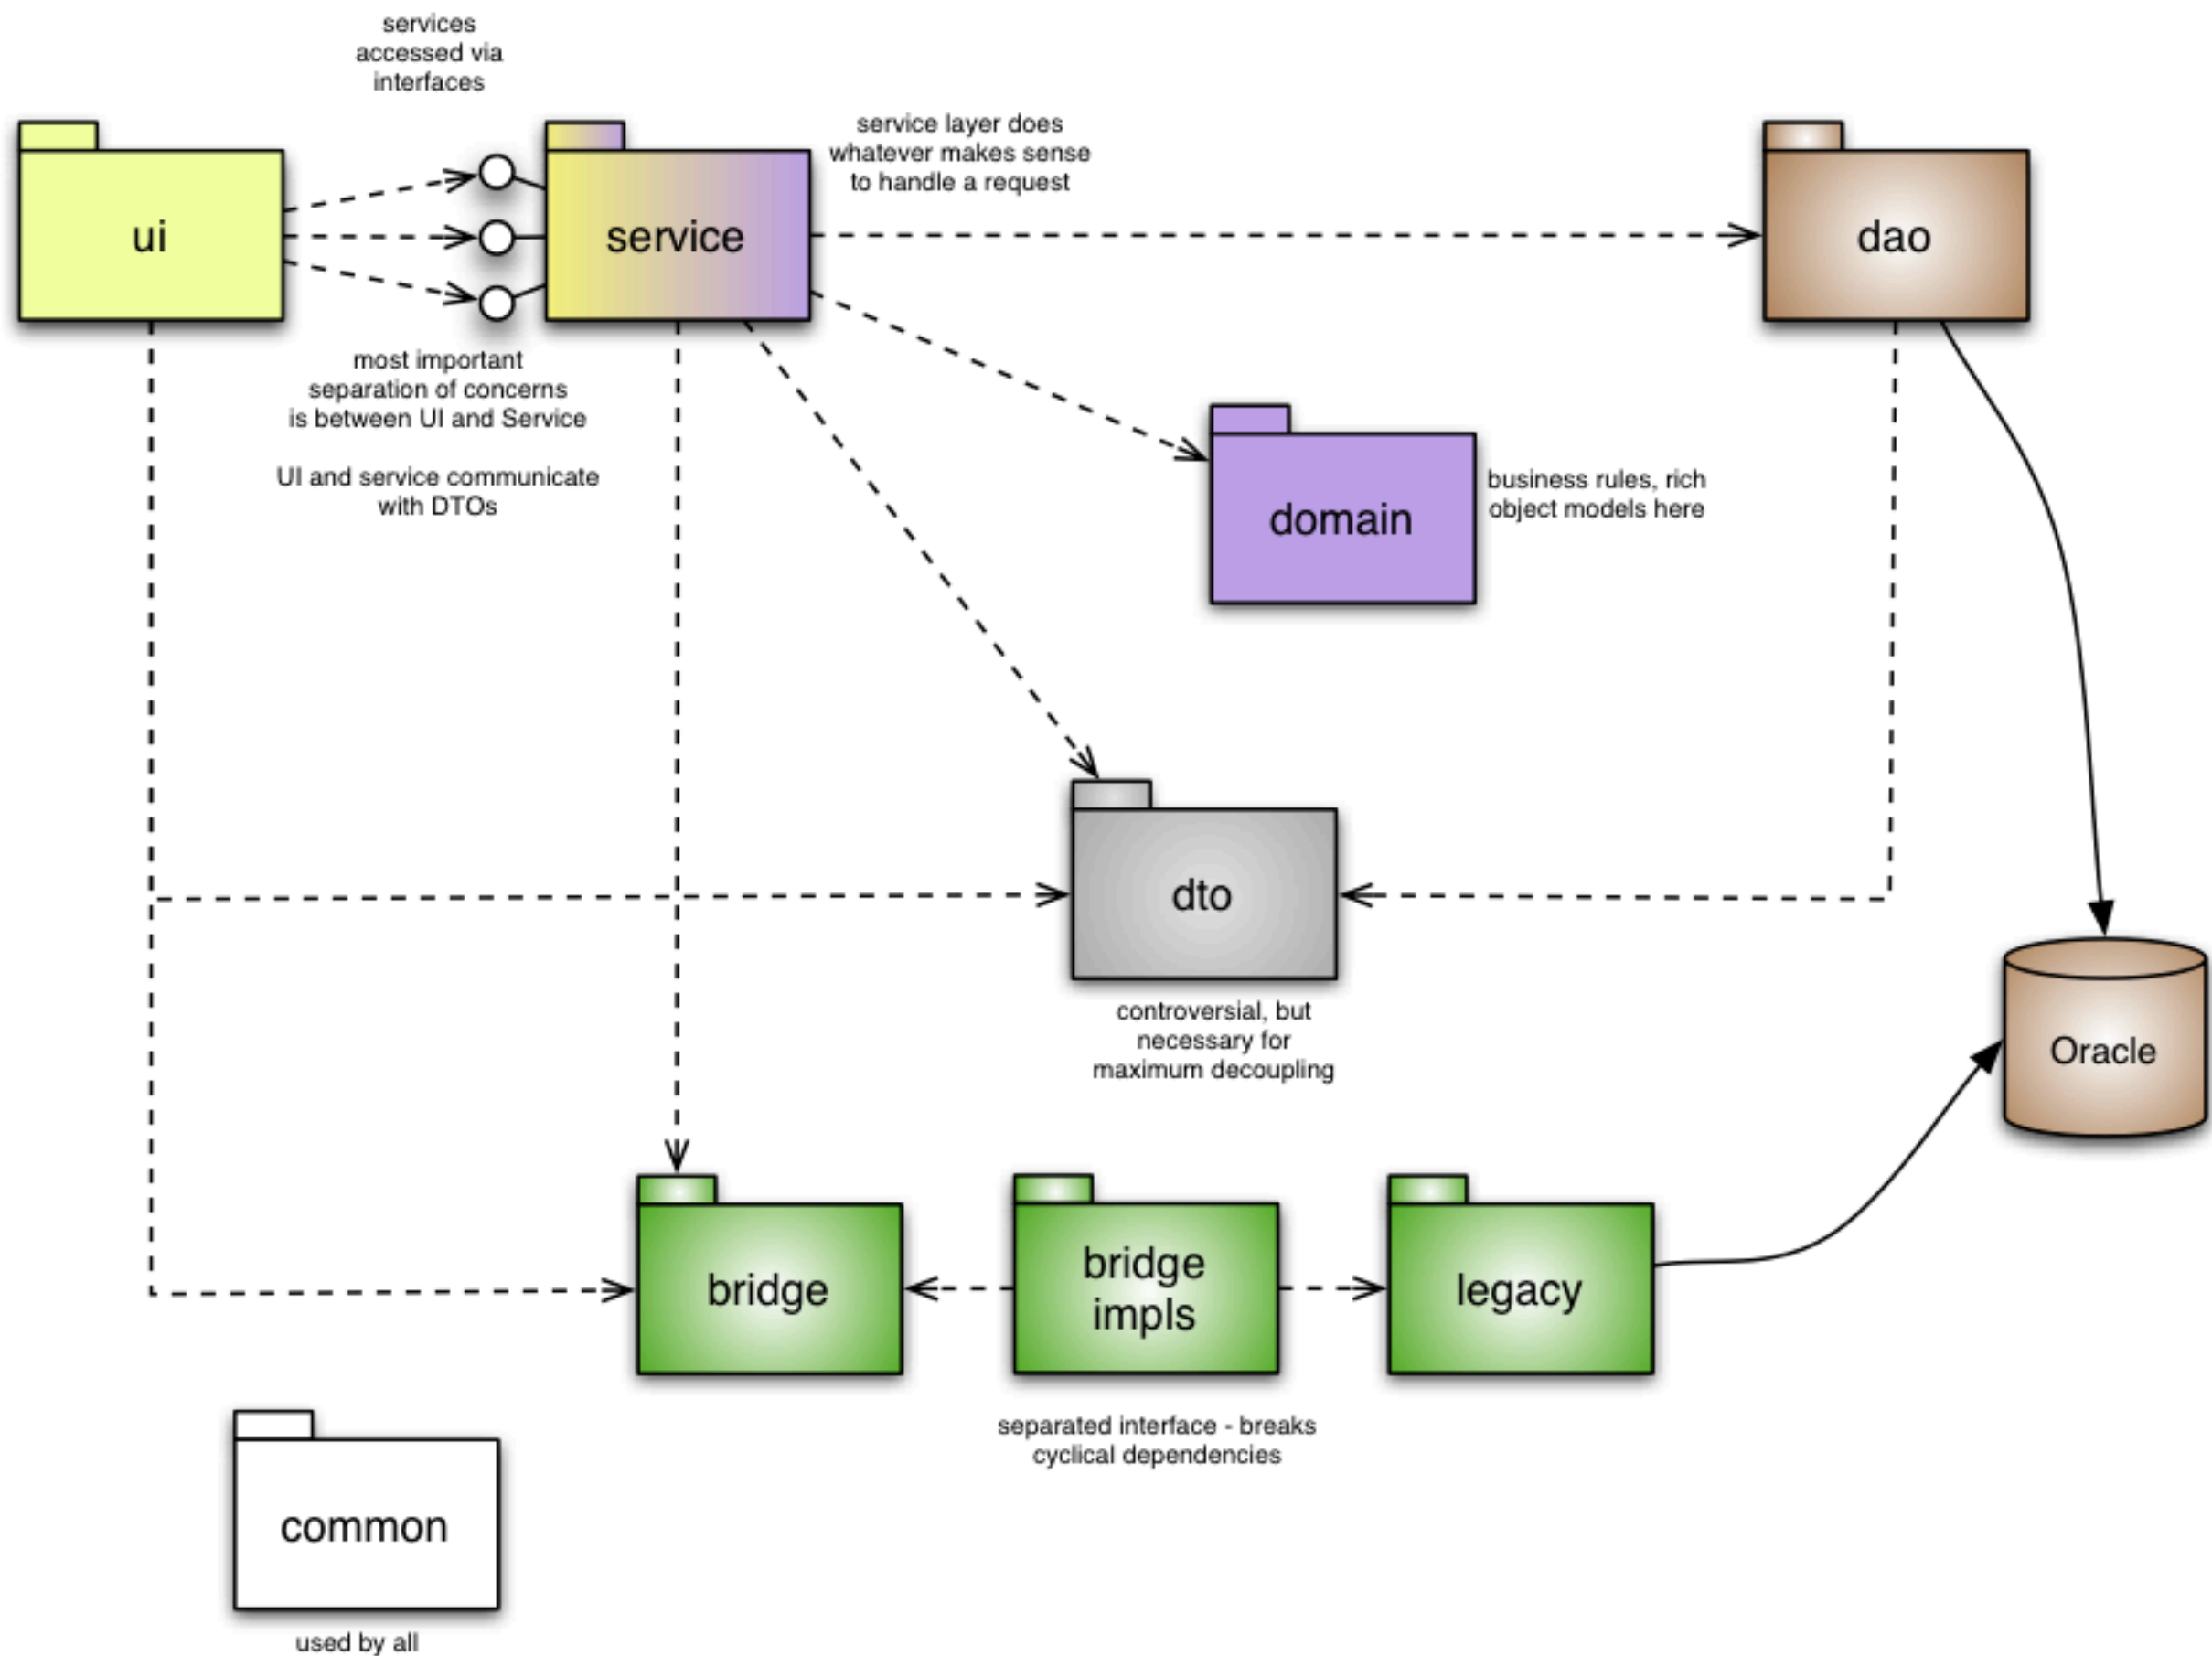 services
accessed via
interfaces
service layer does
whatever makes sense
to handle a request
ui
service
dao
most important
separation of concerns
is between UI and Service
UI and service communicate
with DTOs
domain
business rules, rich
object models here
dto
controversial, but
necessary for
maximum decoupling
Oracle
bridge
bridge
impls
legacy
separated interface - breaks
cyclical dependencies
common
used by all